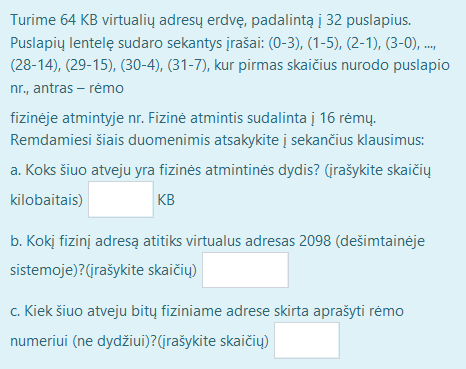 Turime 64 KB virtualių adresų erdvę, padalintą į 32 puslapius.
Puslapių lentelę sudaro sekantys įrašai: (0-3), (1-5), (2-1), (3-0), ...,
(28-14), (29-15), (30-4), (31-7), kur pirmas skaičius nurodo puslapio
nr., antras – rėmo
fizinėje atmintyje nr. Fizinė atmintis sudalinta į 16 rėmų.
Remdamiesi šiais duomenimis atsakykite į sekančius klausimus:
a. Koks šiuo atveju yra fizinės atmintinės dydis? (įrašykite skaičių
kilobaitais) KB
b. Kokį fizinį adresą atitiks virtualus adresas 2098 (dešimtainėje
sistemoje)?(įrašykite skaičių)
c. Kiek šiuo atveju bitų fiziniame adrese skirta aprašyti rėmo
numeriui (ne dydžiui)?(įrašykite skaičių)